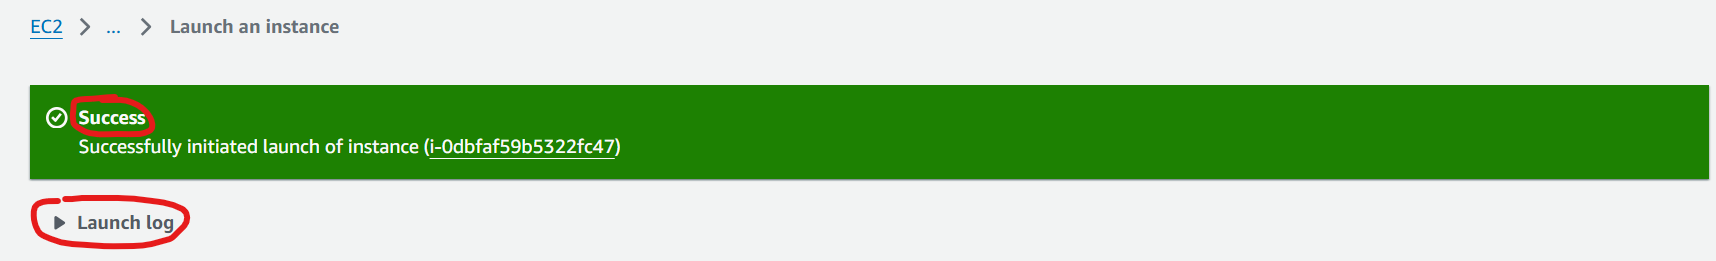 EC2 > ... > Launch an instance
Success
Successfully initiated launch of instance (i-0dbfaf59b5322fc47)
Launch log